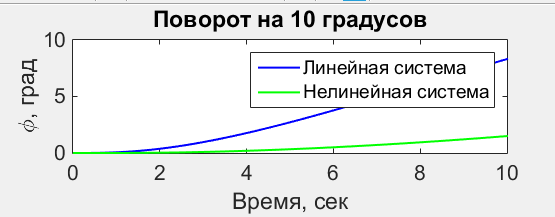 Поворот на 10 градусов
10
5
0
ϕ, град
Линейная система
Нелинейная система
0 2 4 6 8 10
Время, сек